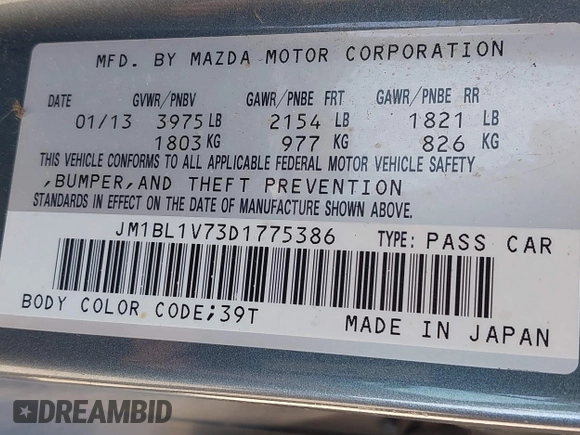 MFD. BY MAZDA MOTOR CORPORATION
DATE GVWR/PNBV GAWR/PNBE FRT GAWR/PNBE RR
01/13 3975 LB 2154 LB 1821 LB
1803 KG 977 KG 826 KG
THIS VEHICLE CONFORMS TO ALL APPLICABLE FEDERAL MOTOR VEHICLE SAFETY
,BUMPER,AND THEFT PREVENTION
STANDARDS IN EFFECT ON THE DATE OF MANUFACTURE SHOWN ABOVE.
JM1BL1V73D1775386 TYPE: PASS CAR
BODY COLOR CODE;39T MADE IN JAPAN
DREAMBID